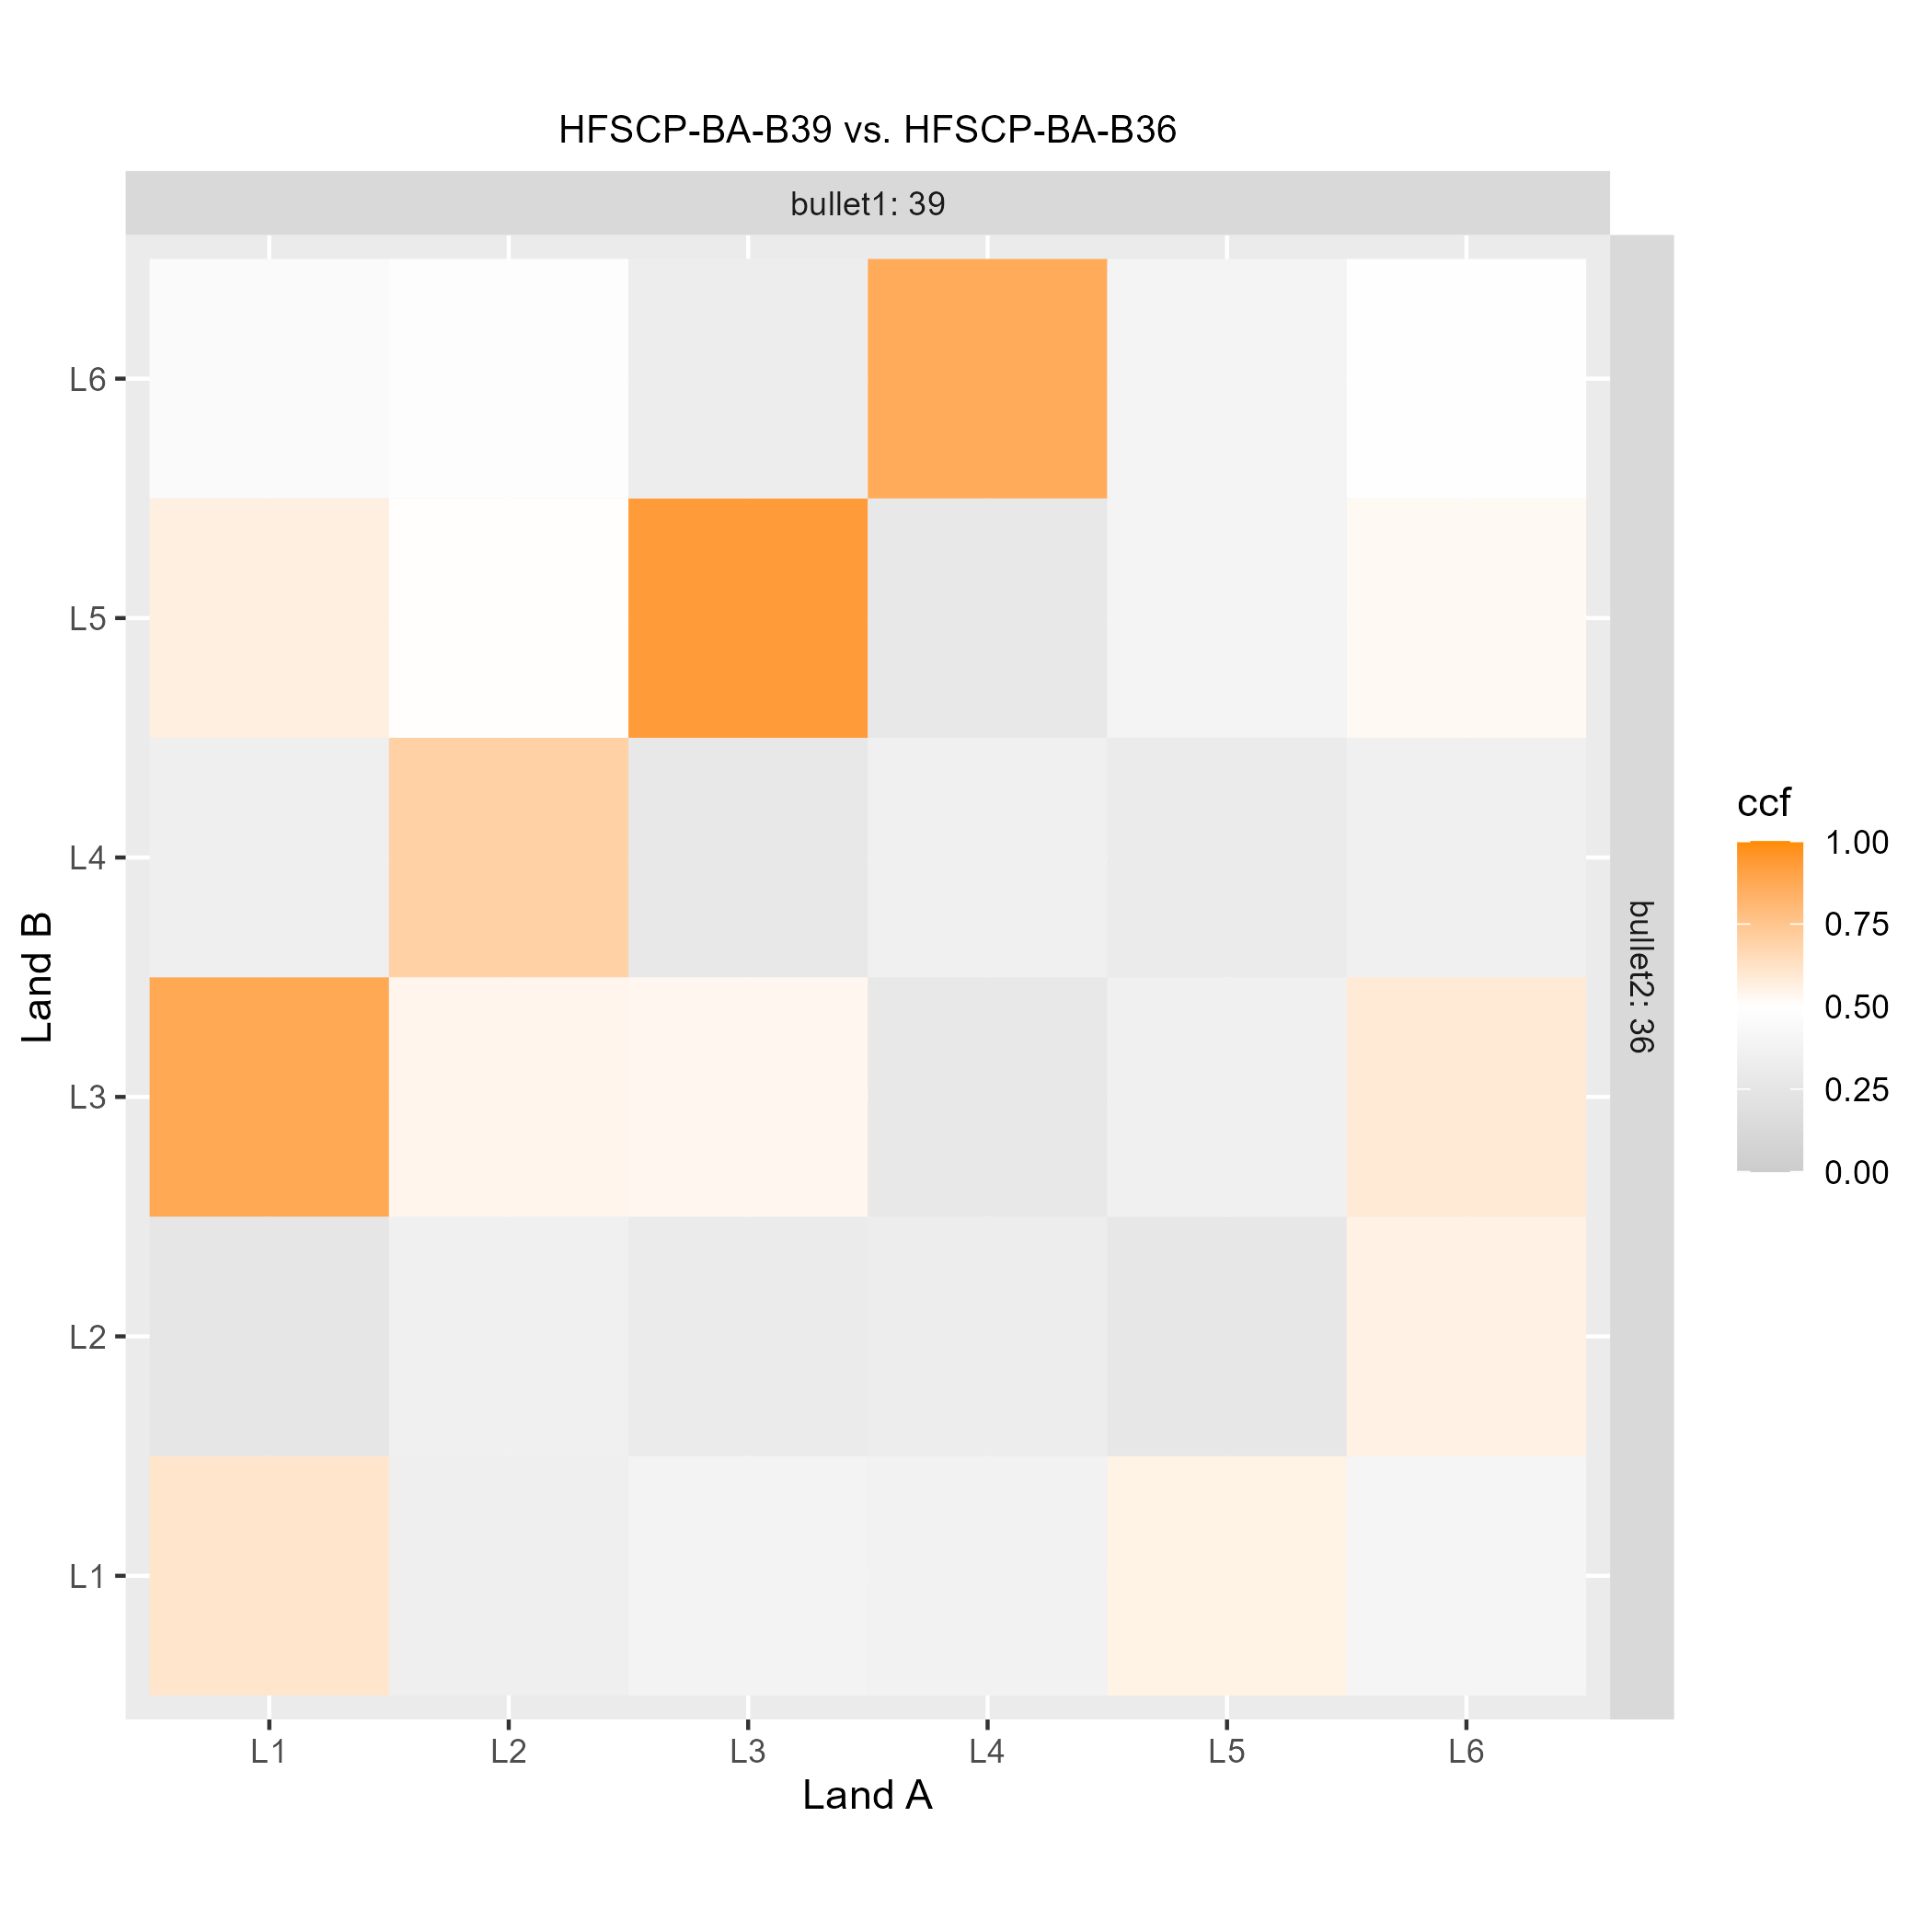 HFSCP-BA-B39 vs. HFSCP-BA-B36
bullet1: 39
L6
L5
L4
L3
L2
L1
Land B
bullet2: 36
ccf
1.00
0.75
0.50
0.25
0.00
L1 L2 L3 L4 L5 L6
Land A